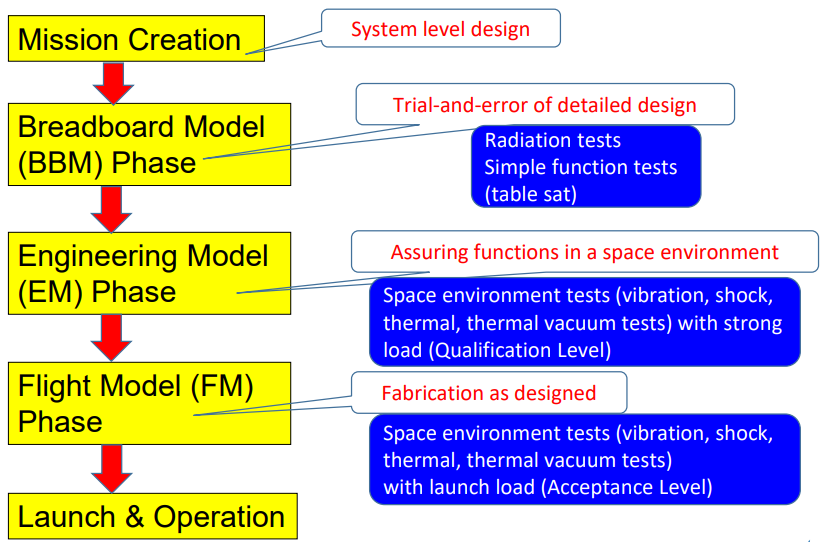 Mission Creation
System level design
Breadboard Model
(BBM) Phase
Trial-and-error of detailed design
Radiation tests
Simple function tests
(table sat)
Engineering Model
(EM) Phase
Assuring functions in a space environment
Space environment tests (vibration, shock,
thermal, thermal vacuum tests) with strong
load (Qualification Level)
Flight Model (FM)
Phase
Fabrication as designed
Space environment tests (vibration, shock,
thermal, thermal vacuum tests)
with launch load (Acceptance Level)
Launch & Operation